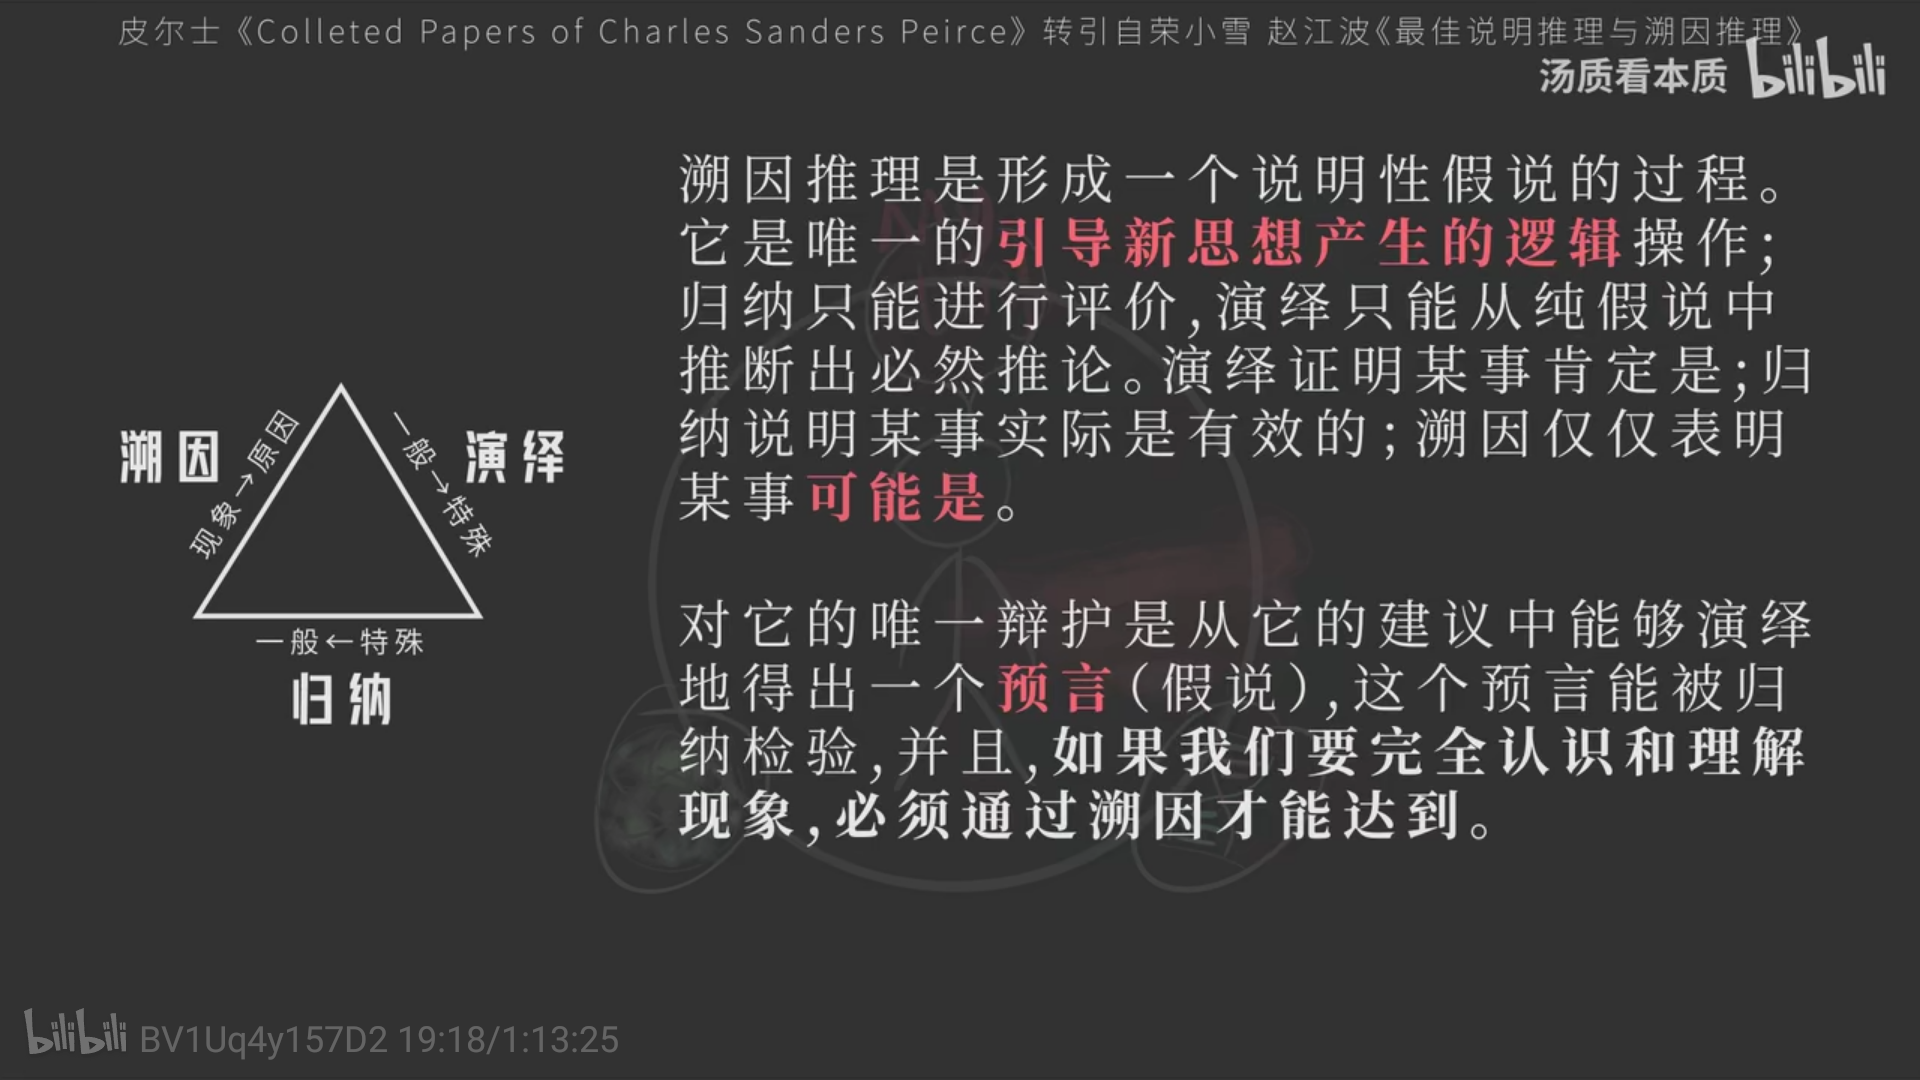 皮尔士《Colleted Papers of Charles Sanders Peirce》转引自荣小雪 赵江波《最佳说明推理与溯因推理》
汤质看本质 bilibili
溯因推理是形成一个说明性假说的过程。
它是唯一的引导新思想产生的逻辑操作；
归纳只能进行评价,演绎只能从纯假说中
推断出必然推论。演绎证明某事肯定是；归
纳说明某事实际是有效的；溯因仅仅表明
某事可能是。
对它的唯一辩护是从它的建议中能够演绎
地得出一个预言(假说),这个预言能被归
纳检验,并且,如果我们要完全认识和理解
现象,必须通过溯因才能达到。
溯因
现象→原因
一般→特殊
演绎
一般←特殊
归纳
bilibili BV1Uq4y157D2 19:18/1:13:25